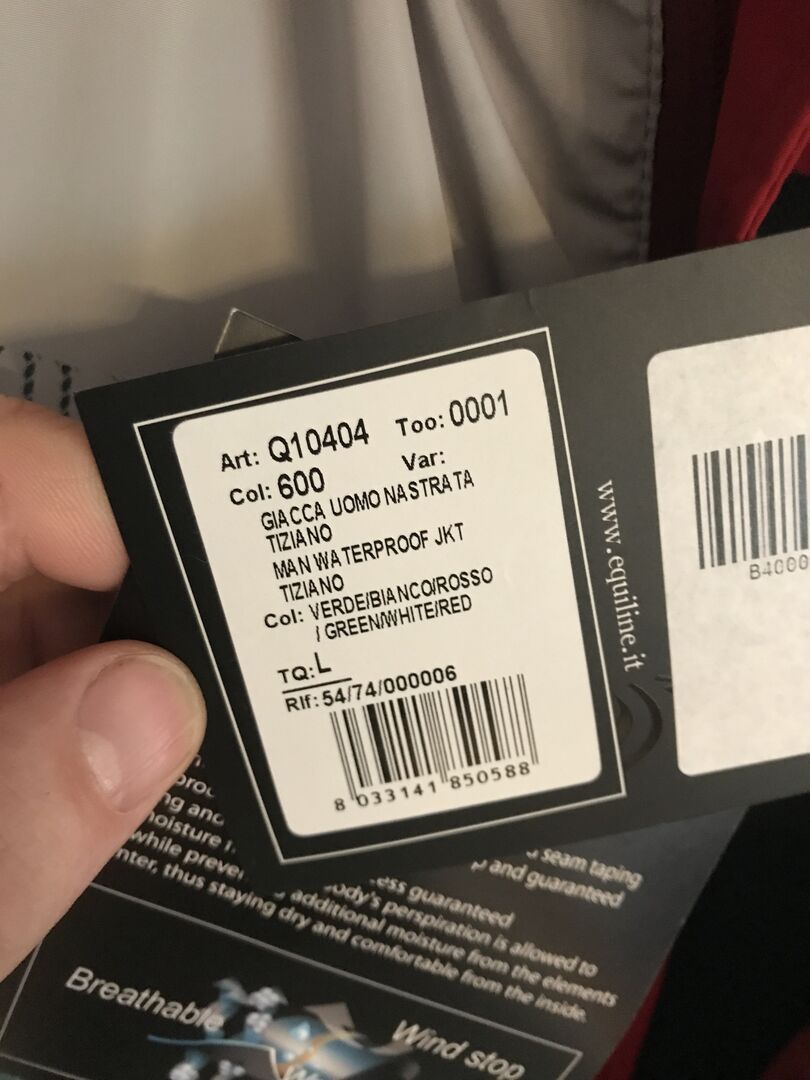 Art: Q10404 Too: 0001
Col: 600 Var:
GIACCA UOMO NASTRATA
TIZIANO
MAN WATERPROOF JKT
TIZIANO
Col: VERDE/BIANCO/ROSSO
/ GREEN/WHITE/RED
TQ: L
Rif: 54/74/000006
8 033141 850588
www.equiline.it
B4000
seam taping
and guaranteed
guaranteed
body's perspiration is allowed to
while additional moisture from the elements
thus staying dry and comfortable from the inside.
Breathable
Wind stop